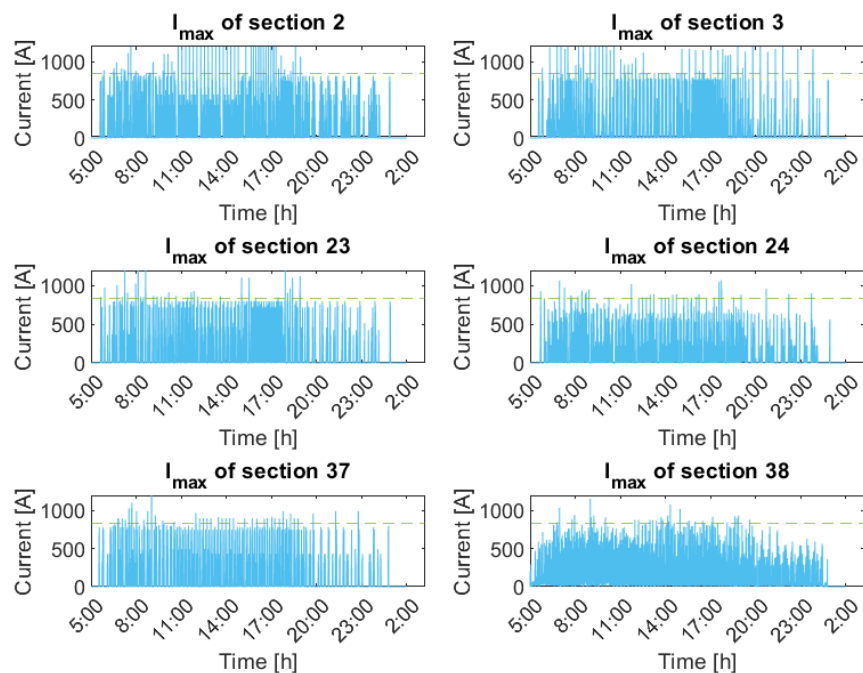 I_max of section 2
Current [A]
1000
500
0
5:00 8:00 11:00 14:00 17:00 20:00 23:00 2:00
Time [h]
I_max of section 3
Current [A]
1000
500
0
5:00 8:00 11:00 14:00 17:00 20:00 23:00 2:00
Time [h]
I_max of section 23
Current [A]
1000
500
0
5:00 8:00 11:00 14:00 17:00 20:00 23:00 2:00
Time [h]
I_max of section 24
Current [A]
1000
500
0
5:00 8:00 11:00 14:00 17:00 20:00 23:00 2:00
Time [h]
I_max of section 37
Current [A]
1000
500
0
5:00 8:00 11:00 14:00 17:00 20:00 23:00 2:00
Time [h]
I_max of section 38
Current [A]
1000
500
0
5:00 8:00 11:00 14:00 17:00 20:00 23:00 2:00
Time [h]